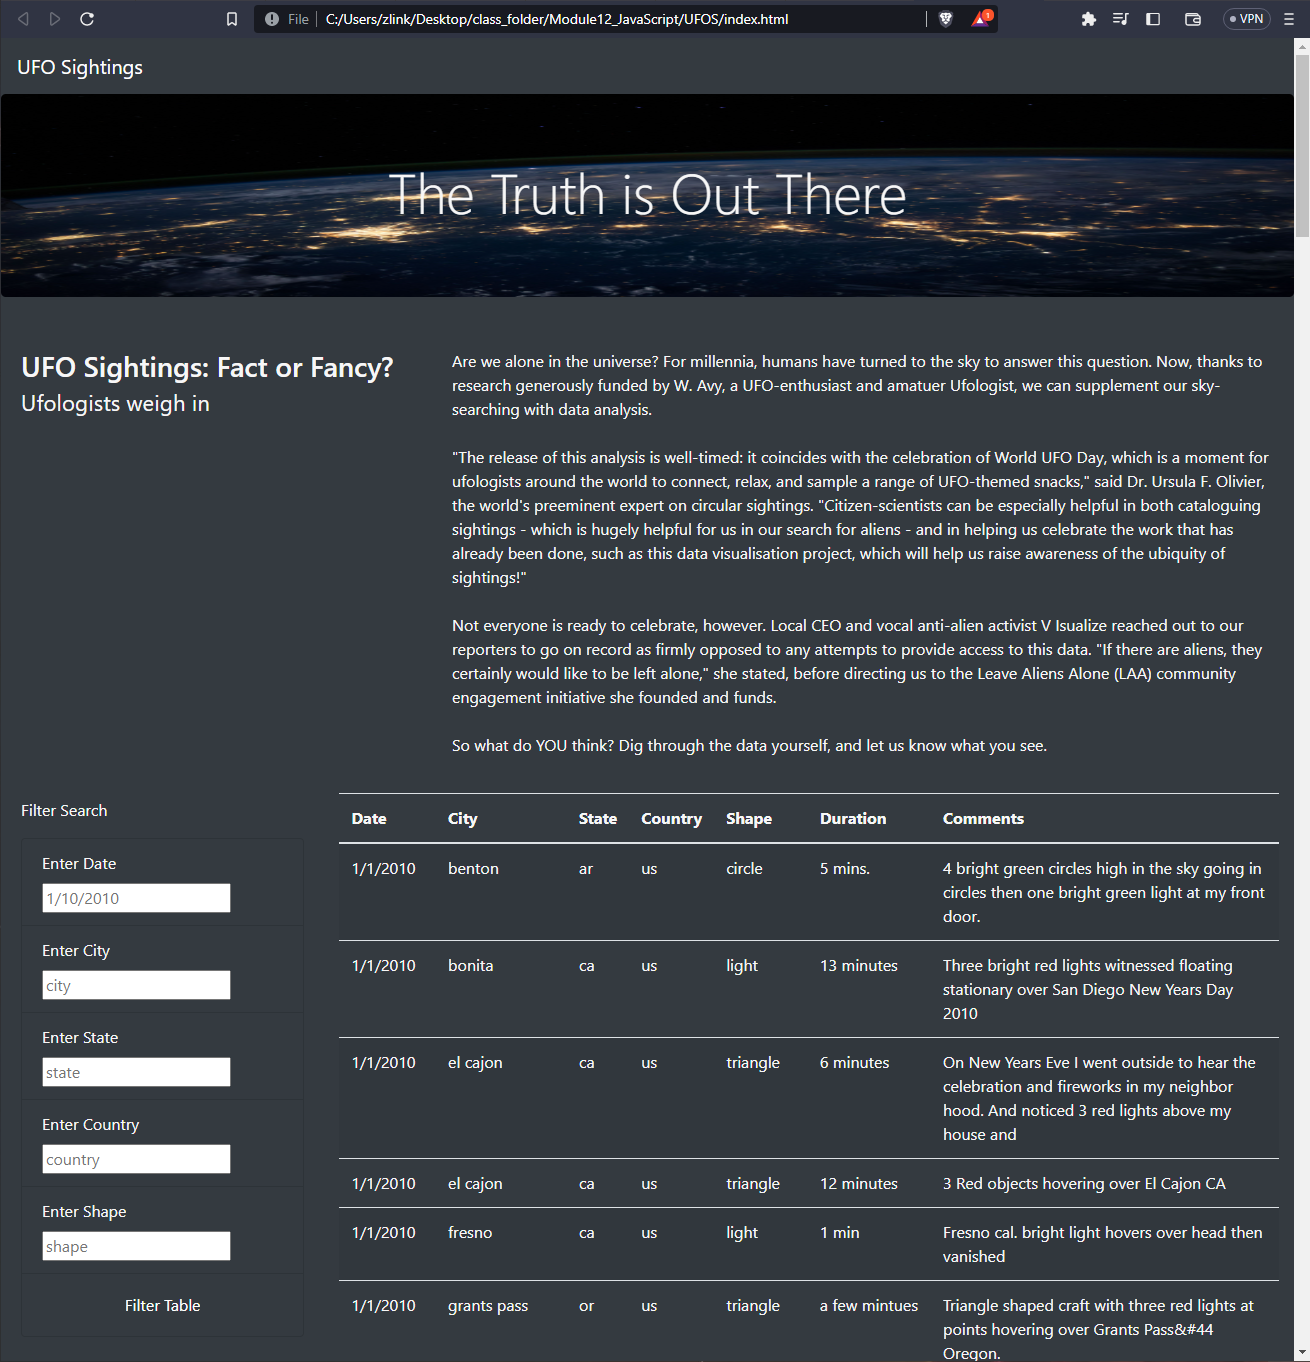 File C:/Users/zlink/Desktop/class_folder/Module12_JavaScript/UFOS/index.html 1 VPN
UFO Sightings
The Truth is Out There
UFO Sightings: Fact or Fancy?
Ufologists weigh in
Are we alone in the universe? For millennia, humans have turned to the sky to answer this question. Now, thanks to
research generously funded by W. Avy, a UFO-enthusiast and amatuer Ufologist, we can supplement our sky-
searching with data analysis.
"The release of this analysis is well-timed: it coincides with the celebration of World UFO Day, which is a moment for
ufologists around the world to connect, relax, and sample a range of UFO-themed snacks," said Dr. Ursula F. Olivier,
the world's preeminent expert on circular sightings. "Citizen-scientists can be especially helpful in both cataloguing
sightings - which is hugely helpful for us in our search for aliens - and in helping us celebrate the work that has
already been done, such as this data visualisation project, which will help us raise awareness of the ubiquity of
sightings!"
Not everyone is ready to celebrate, however. Local CEO and vocal anti-alien activist V Isualize reached out to our
reporters to go on record as firmly opposed to any attempts to provide access to this data. "If there are aliens, they
certainly would like to be left alone," she stated, before directing us to the Leave Aliens Alone (LAA) community
engagement initiative she founded and funds.
So what do YOU think? Dig through the data yourself, and let us know what you see.
Filter Search
Enter Date
1/10/2010
Enter City
city
Enter State
state
Enter Country
country
Enter Shape
shape
Filter Table
Date City State Country Shape Duration Comments
1/1/2010 benton ar us circle 5 mins. 4 bright green circles high in the sky going in
circles then one bright green light at my front
door.
1/1/2010 bonita ca us light 13 minutes Three bright red lights witnessed floating
stationary over San Diego New Years Day
2010
1/1/2010 el cajon ca us triangle 6 minutes On New Years Eve I went outside to hear the
celebration and fireworks in my neighbor
hood. And noticed 3 red lights above my
house and
1/1/2010 el cajon ca us triangle 12 minutes 3 Red objects hovering over El Cajon CA
1/1/2010 fresno ca us light 1 min Fresno cal. bright light hovers over head then
vanished
1/1/2010 grants pass or us triangle a few mintues Triangle shaped craft with three red lights at
points hovering over Grants Pass&#44
Oregon.